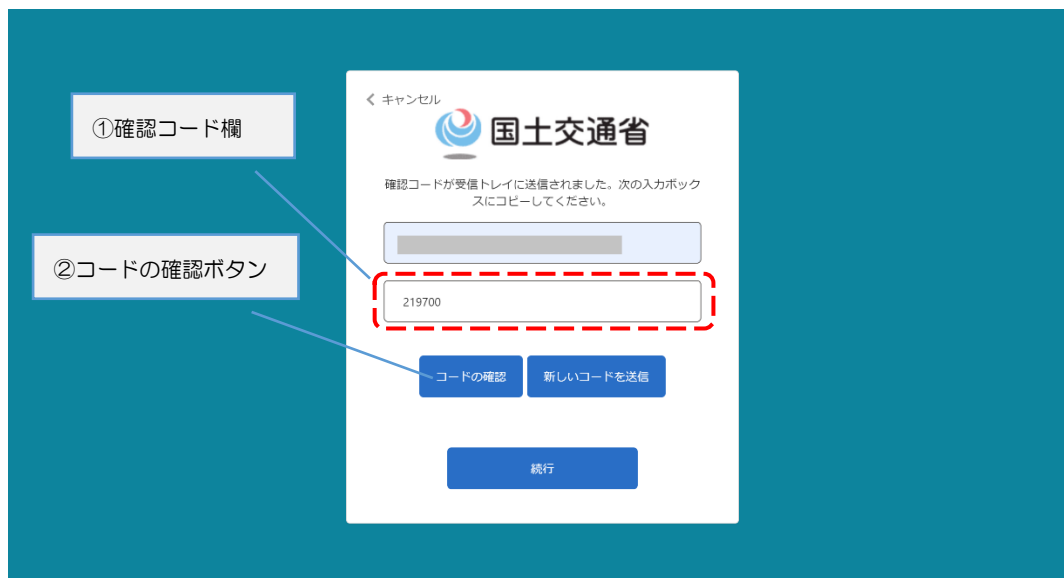 ①確認コード欄
②コードの確認ボタン
キャンセル
国土交通省
確認コードが受信トレイに送信されました。次の入力ボック
スにコピーしてください。
219700
コードの確認
新しいコードを送信
続行